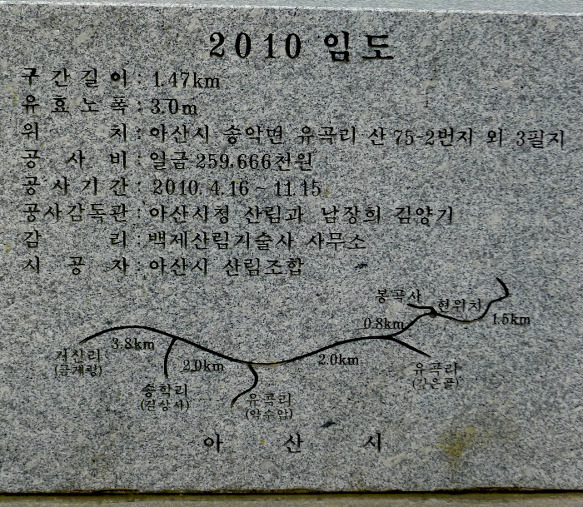 2010 임도
구간길이 : 1.47km
유효노폭 : 3.0m
위 치 : 아산시 송악면 유곡리 산 75-2번지 외 3필지
공 사 비 : 일금 259,666천원
공사기간 : 2010. 4. 16 ~ 11. 15.
공사감독관 : 아산시청 산림과 남장희 김양기
감 리 : 백제산림기술사 사무소
시 공 자 : 아산시 산림조합
봉곡사 현위치
0.8km 1.5km
거산리 3.8km 2.0km 2.0km
유곡리
송학리
유곡리
아 산 시